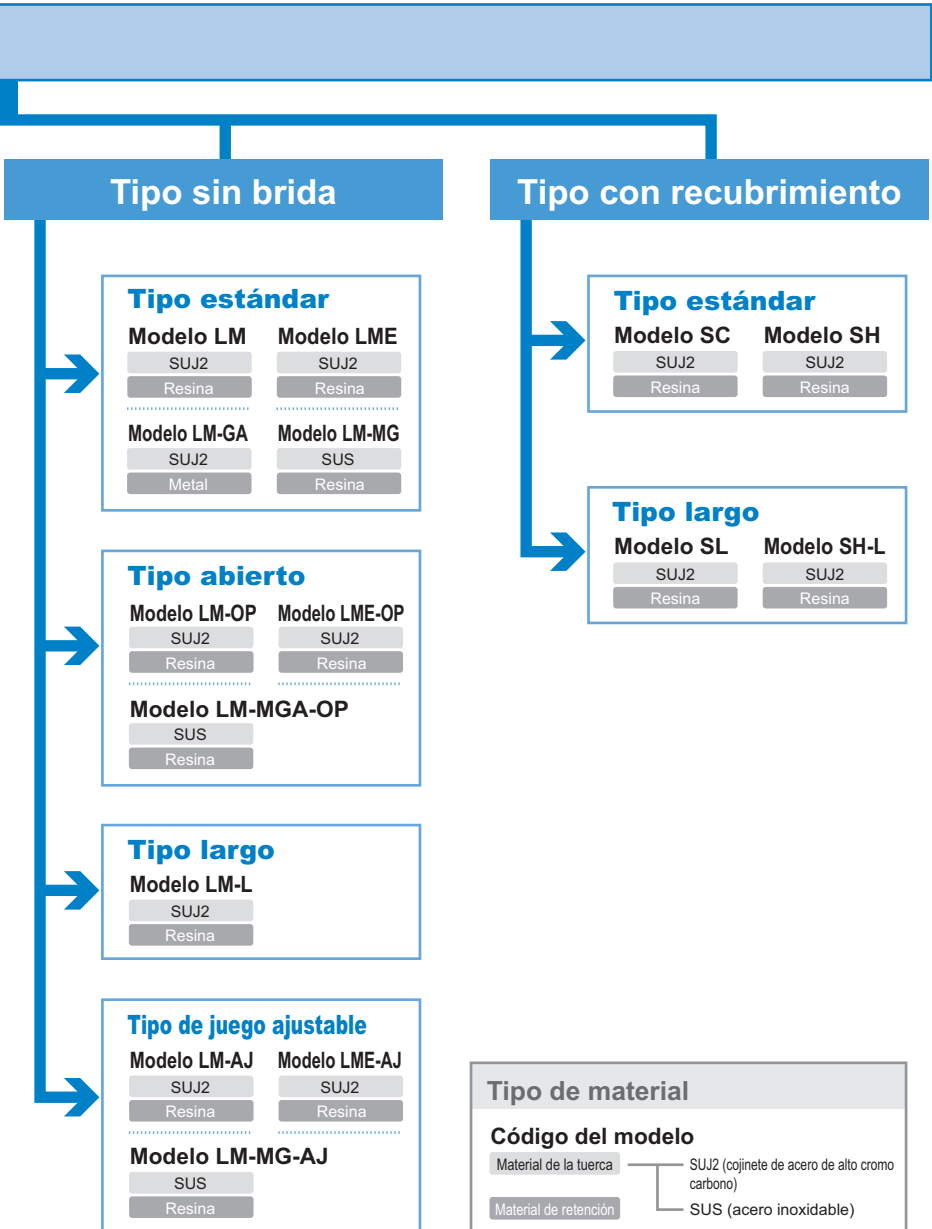 Tipo sin brida
Tipo con recubrimiento
Tipo estándar
Modelo LM Modelo LME
SUJ2 SUJ2
Resina Resina
Modelo LM-GA Modelo LM-MG
SUJ2 SUS
Metal Resina
Tipo abierto
Modelo LM-OP Modelo LME-OP
SUJ2 SUJ2
Resina Resina
Modelo LM-MGA-OP
SUS
Resina
Tipo largo
Modelo LM-L
SUJ2
Resina
Tipo de juego ajustable
Modelo LM-AJ Modelo LME-AJ
SUJ2 SUJ2
Resina Resina
Modelo LM-MG-AJ
SUS
Resina
Tipo estándar
Modelo SC Modelo SH
SUJ2 SUJ2
Resina Resina
Tipo largo
Modelo SL Modelo SH-L
SUJ2 SUJ2
Resina Resina
Tipo de material
Código del modelo
Material de la tuerca SUJ2 (cojinete de acero de alto cromo
carbono)
Material de retención SUS (acero inoxidable)